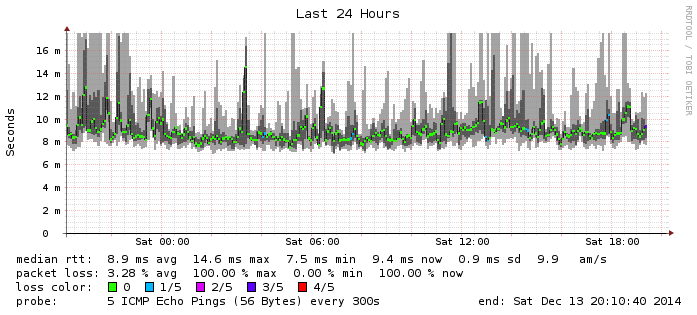 Last 24 Hours
RRDTOOL / TOBI OETIKER
Seconds
16 m
14 m
12 m
10 m
8 m
6 m
4 m
2 m
0
Sat 00:00 Sat 06:00 Sat 12:00 Sat 18:00
median rtt: 8.9 ms avg 14.6 ms max 7.5 ms min 9.4 ms now 0.9 ms sd 9.9 am/s
packet loss: 3.28 % avg 100.00 % max 0.00 % min 100.00 % now
loss color: 0 1/5 2/5 3/5 4/5
probe: 5 ICMP Echo Pings (56 Bytes) every 300s end: Sat Dec 13 20:10:40 2014